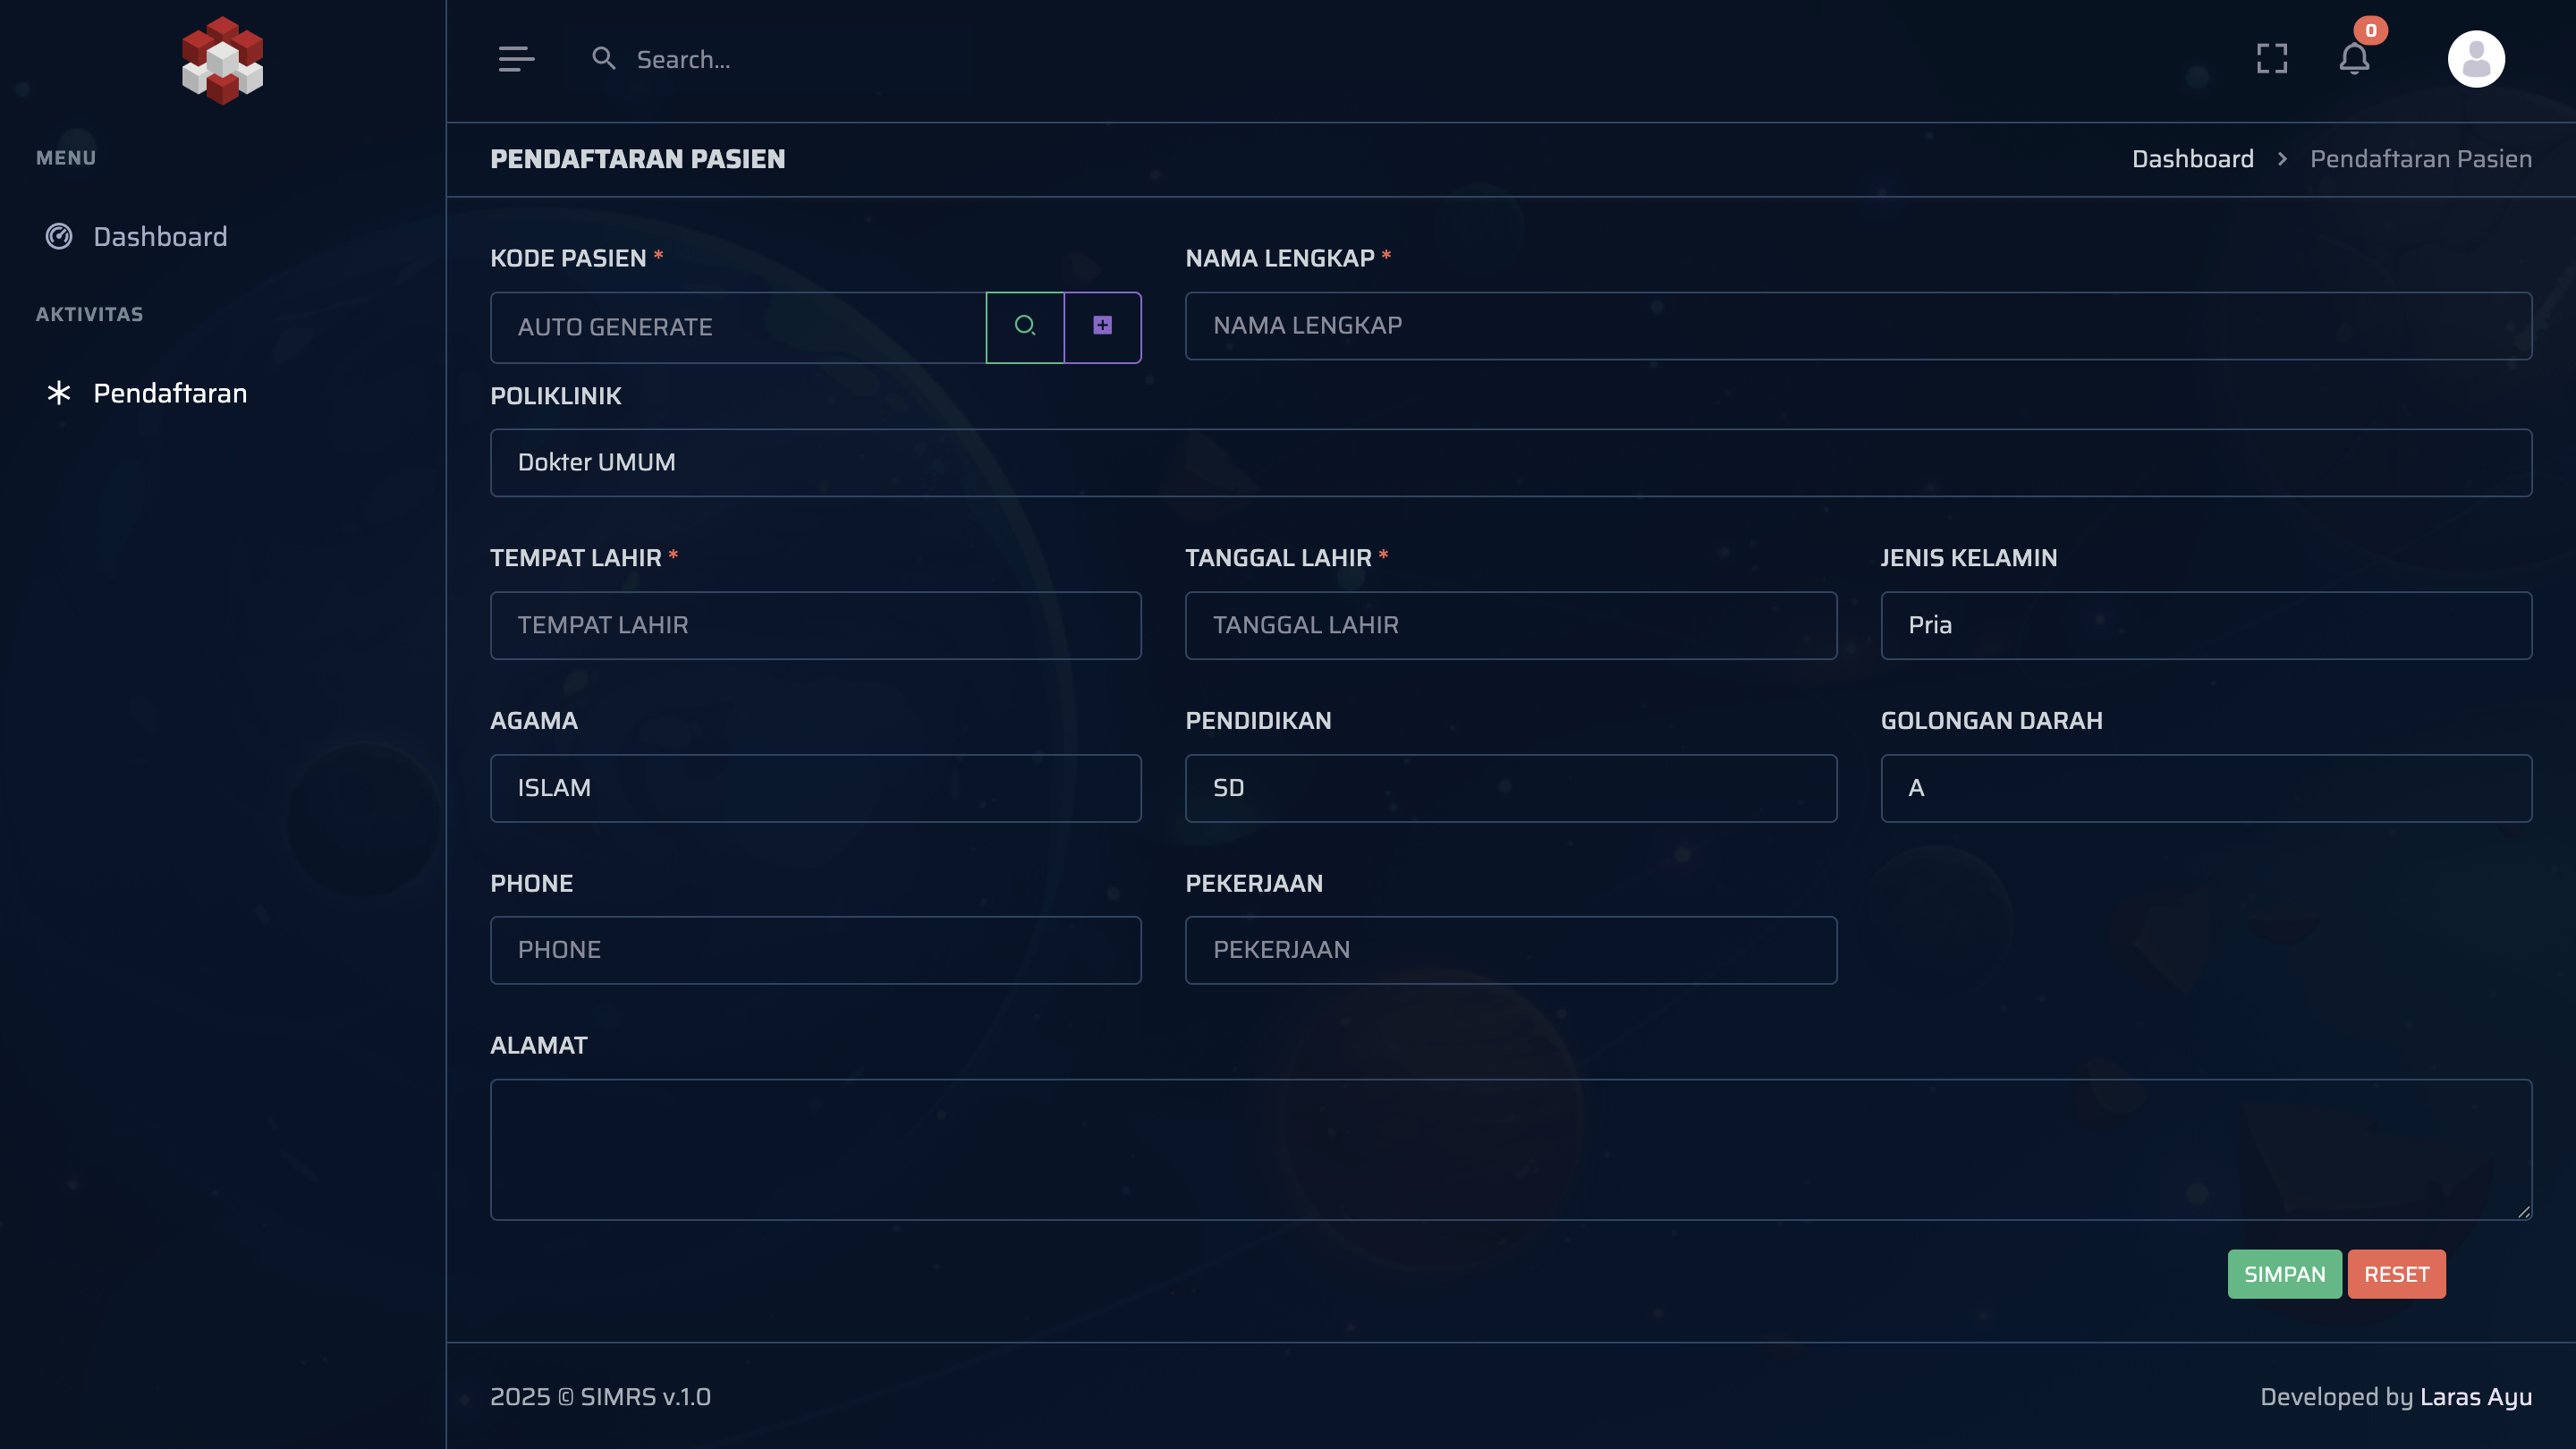 Search...
0
MENU
Dashboard
AKTIVITAS
Pendaftaran
PENDAFTARAN PASIEN
Dashboard > Pendaftaran Pasien
KODE PASIEN *
NAMA LENGKAP *
AUTO GENERATE
NAMA LENGKAP
POLIKLINIK
Dokter UMUM
TEMPAT LAHIR *
TANGGAL LAHIR *
JENIS KELAMIN
TEMPAT LAHIR
TANGGAL LAHIR
Pria
AGAMA
PENDIDIKAN
GOLONGAN DARAH
ISLAM
SD
A
PHONE
PEKERJAAN
PHONE
PEKERJAAN
ALAMAT
SIMPAN
RESET
2025 © SIMRS v.1.0
Developed by Laras Ayu